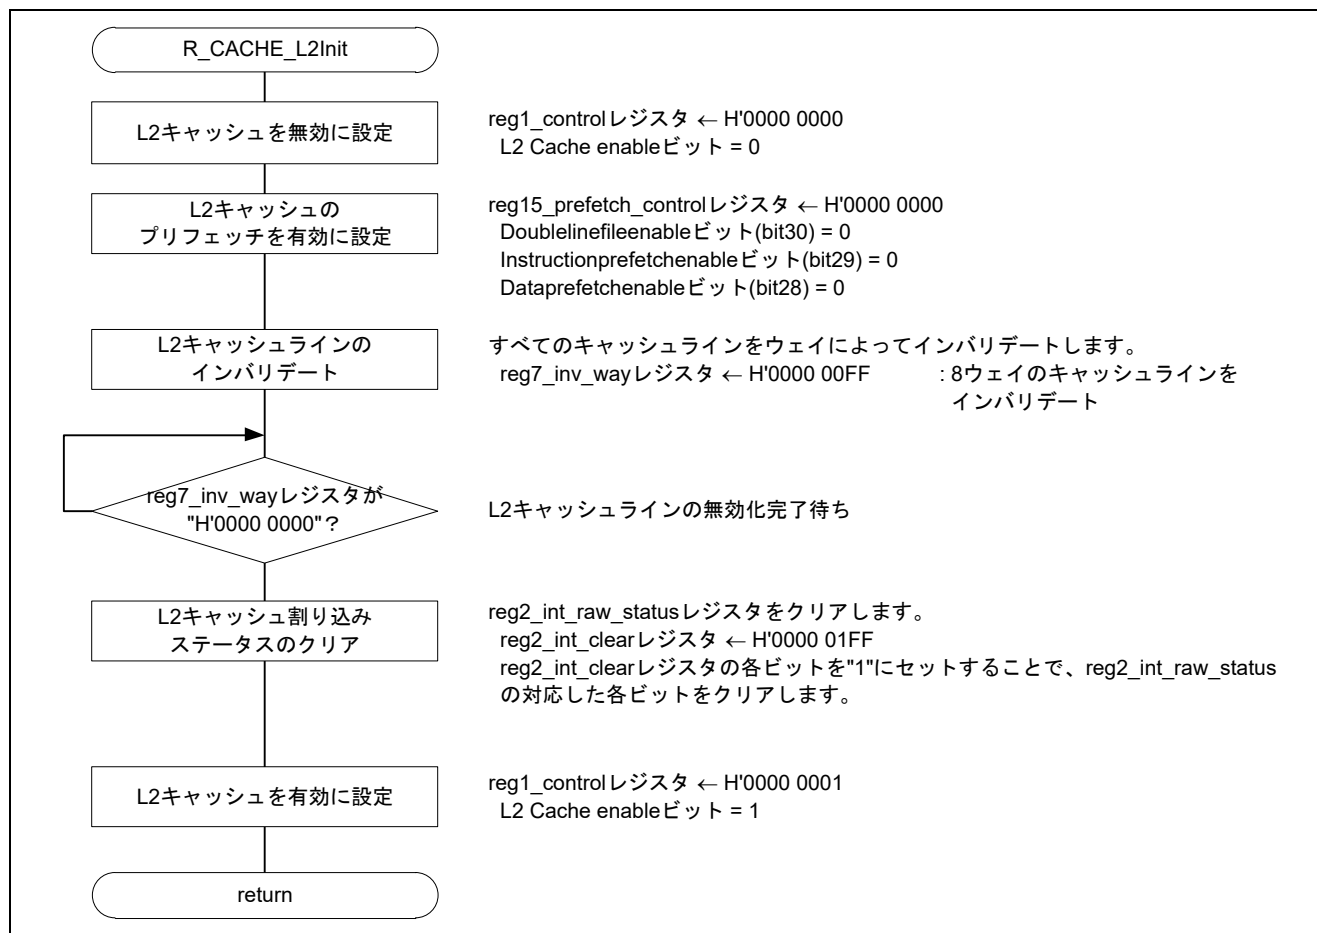 R_CACHE_L2Init
L2キャッシュを無効に設定
reg1_controlレジスタ ← H'0000 0000
L2 Cache enableビット = 0
L2キャッシュの
プリフェッチを有効に設定
reg15_prefetch_controlレジスタ ← H'0000 0000
Doublelinefileenableビット(bit30) = 0
Instructionprefetchenableビット(bit29) = 0
Dataprefetchenableビット(bit28) = 0
L2キャッシュラインの
インバリデート
すべてのキャッシュラインをウェイによってインバリデートします。
reg7_inv_wayレジスタ ← H'0000 00FF : 8ウェイのキャッシュラインを
インバリデート
reg7_inv_wayレジスタが
"H'0000 0000"？
L2キャッシュラインの無効化完了待ち
L2キャッシュ割り込み
ステータスのクリア
reg2_int_raw_statusレジスタをクリアします。
reg2_int_clearレジスタ ← H'0000 01FF
reg2_int_clearレジスタの各ビットを"1"にセットすることで、reg2_int_raw_status
の対応した各ビットをクリアします。
L2キャッシュを有効に設定
reg1_controlレジスタ ← H'0000 0001
L2 Cache enableビット = 1
return